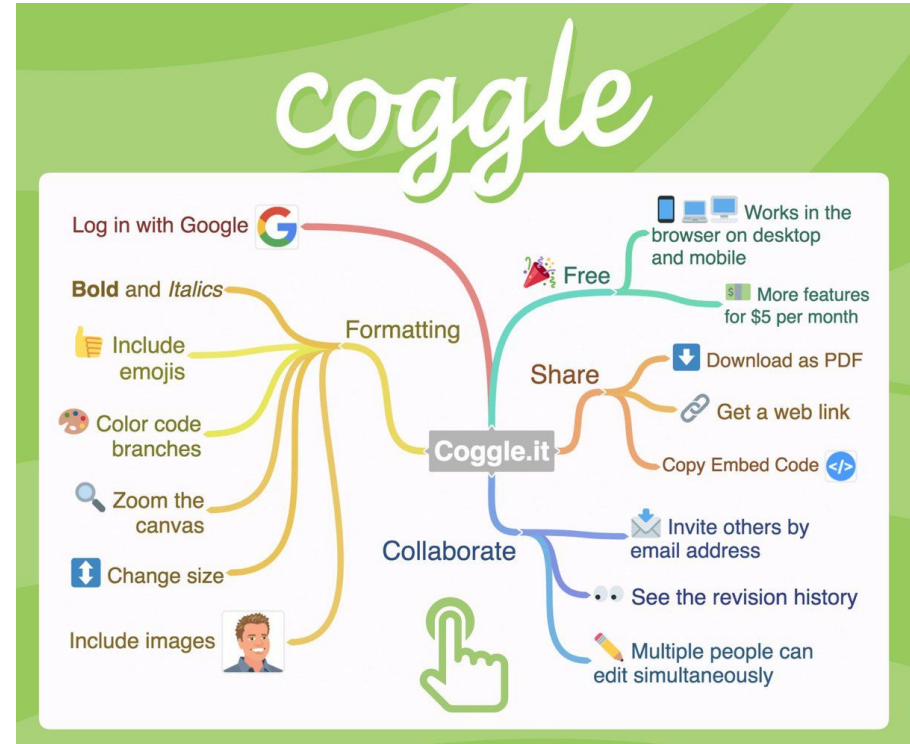 coggle
Log in with Google
Bold and Italics
Formatting
Include
emojis
Color code
branches
Zoom the
canvas
Change size
Include images
Coggle.it
Free
Works in the
browser on desktop
and mobile
$
More features
for $5 per month
Share
Download as PDF
Get a web link
Copy Embed Code
</>
Collaborate
Invite others by
email address
See the revision history
Multiple people can
edit simultaneously